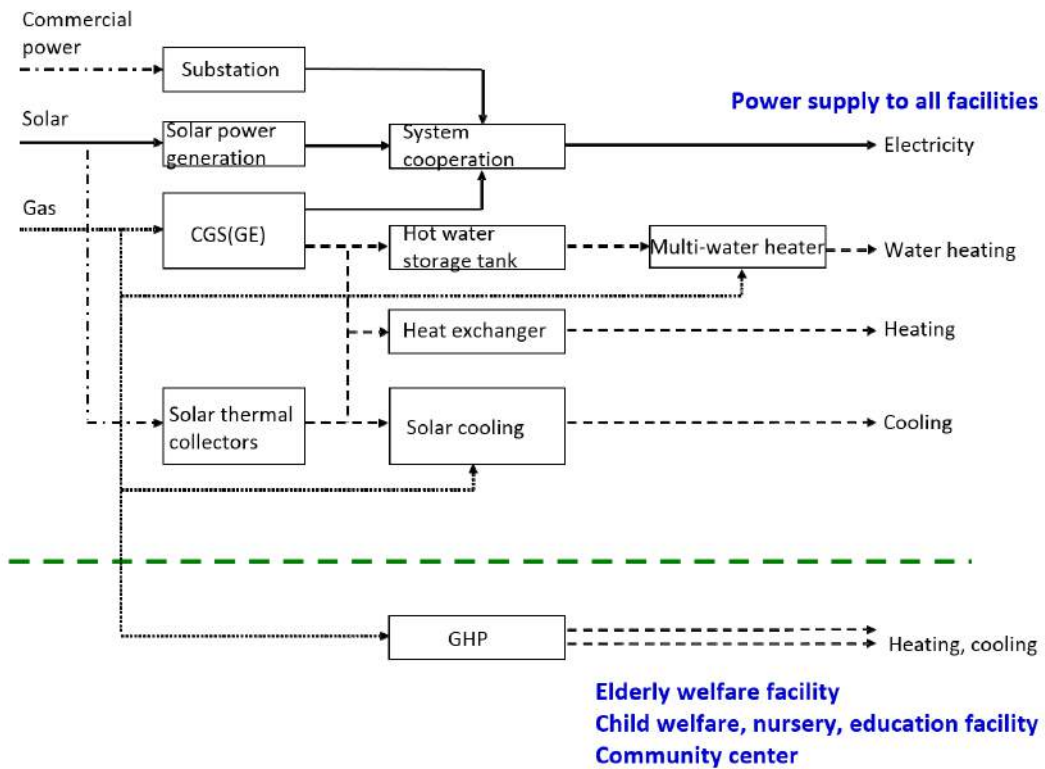 Commercial
power
Substation
Power supply to all facilities
Solar
Solar power
generation
System
cooperation
Electricity
Gas
CGS(GE)
Hot water
storage tank
Multi-water heater
Water heating
Heat exchanger
Heating
Solar thermal
collectors
Solar cooling
Cooling
GHP
Heating, cooling
Elderly welfare facility
Child welfare, nursery, education facility
Community center